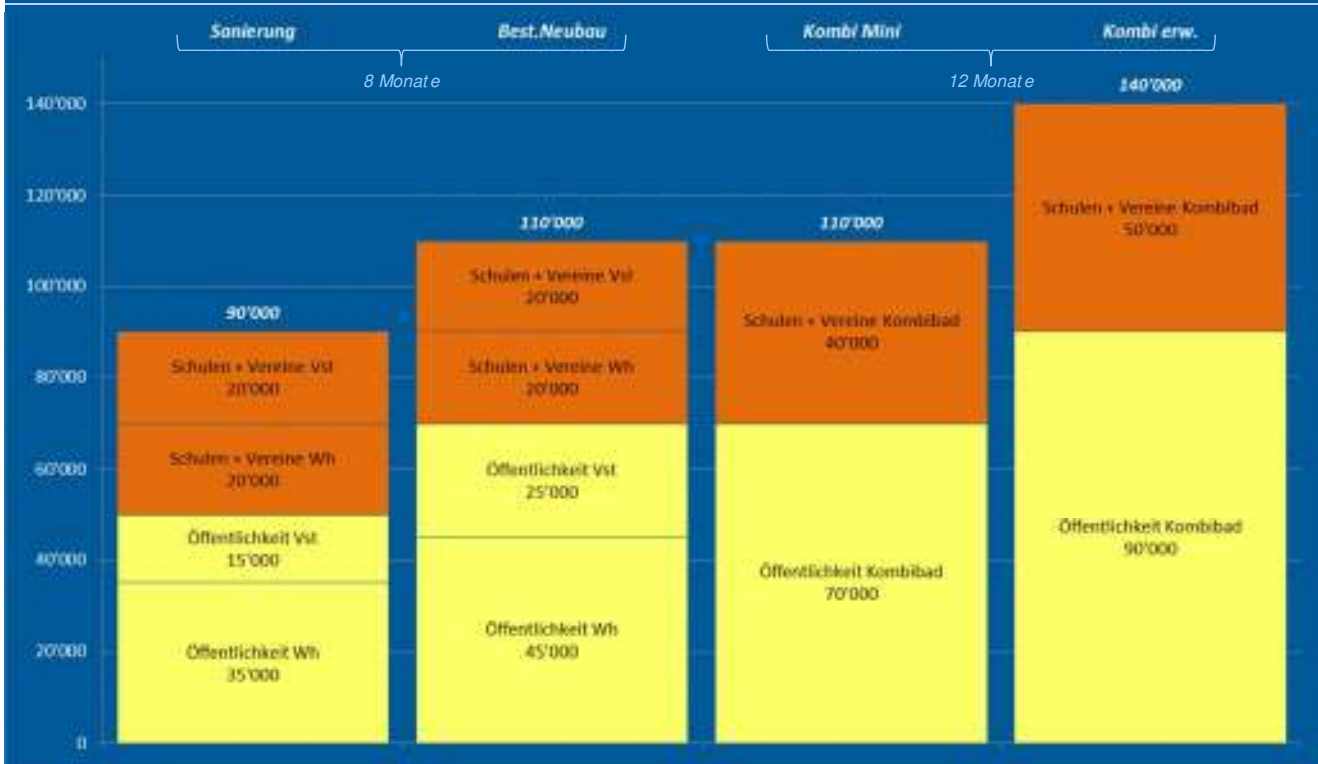 Sanierung Best.Neubau Kombi Mini Kombi erw.
8 Monate 12 Monate
140'000
140'000
120'000
100'000
80'000
60'000
40'000
20'000
0
90'000
Schulen + Vereine Vst
20'000
Schulen + Vereine Wh
20'000
Öffentlichkeit Vst
15'000
Öffentlichkeit Wh
35'000
110'000
Schulen + Vereine Vst
20'000
Schulen + Vereine Wh
20'000
Öffentlichkeit Vst
25'000
Öffentlichkeit Wh
45'000
110'000
Schulen + Vereine Kombibad
40'000
Öffentlichkeit Kombibad
70'000
Schulen + Vereine Kombibad
50'000
Öffentlichkeit Kombibad
90'000